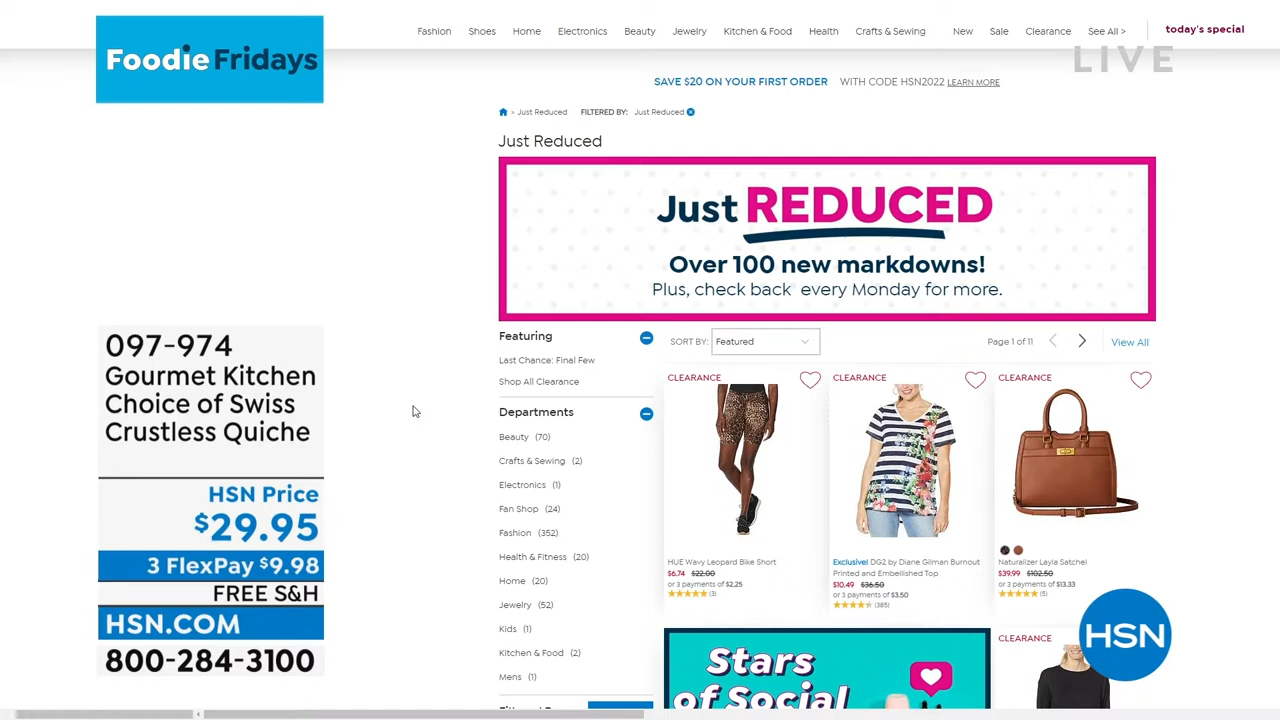 Foodie Fridays
Fashion Shoes Home Electronics Beauty Jewelry Kitchen & Food Health Crafts & Sewing New Sale Clearance See All > today's special
LIVE
SAVE $20 ON YOUR FIRST ORDER WITH CODE HSN2022 LEARN MORE
> Just Reduced FILTERED BY: Just Reduced
Just Reduced
Just REDUCED
Over 100 new markdowns!
Plus, check back every Monday for more.
097-974
Gourmet Kitchen
Choice of Swiss
Crustless Quiche
HSN Price
$29.95
3 FlexPay $9.98
FREE S&H
HSN.COM
800-284-3100
Featuring
Last Chance: Final Few
Shop All Clearance
Departments
Beauty (70)
Crafts & Sewing (2)
Electronics (1)
Fan Shop (24)
Fashion (352)
Health & Fitness (20)
Home (20)
Jewelry (52)
Kids (1)
Kitchen & Food (2)
Mens (1)
SORT BY: Featured
Page 1 of 11
View All
CLEARANCE
HUE Wavy Leopard Bike Short
$6.74 $22.00
or 3 payments of $2.25
(3)
CLEARANCE
Exclusive! DG2 by Diane Gilman Burnout
Printed and Embellished Top
$10.49 $36.50
or 3 payments of $3.50
(385)
CLEARANCE
Naturalizer Layla Satchel
$39.99 $102.50
or 3 payments of $13.33
(5)
Stars
of Social
CLEARANCE
HSN